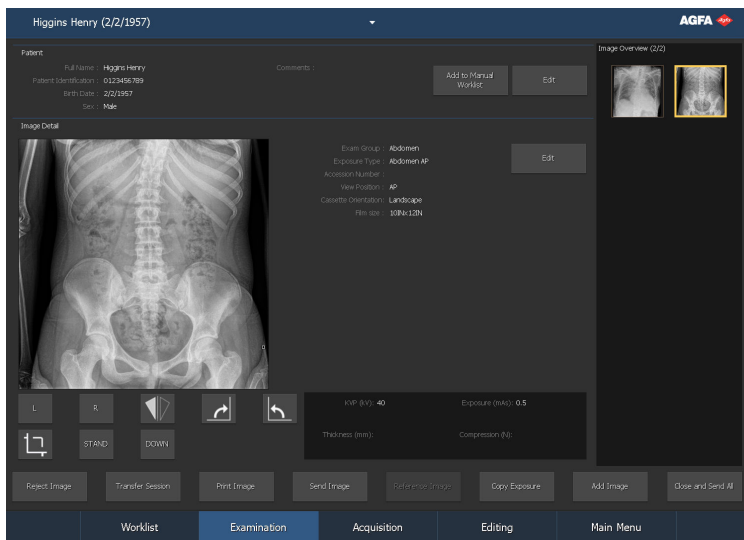 Higgins Henry (2/2/1957)
AGFA
Patient
Full Name : Higgins Henry
Comments :
Patient Identification : 0123456789
Birth Date : 2/2/1957
Sex : Male
Add to Manual
Worklist
Edit
Image Overview (2/2)
Image Detail
Exam Group : Abdomen
Exposure Type : Abdomen AP
Accession Number :
View Position : AP
Cassette Orientation: Landscape
Film size : 10INx12IN
Edit
L
R
STAND
DOWN
KVP (kV): 40
Exposure (mAs): 0.5
Thickness (mm):
Compression (N):
Reject Image
Transfer Session
Print Image
Send Image
Reference Image
Copy Exposure
Add Image
Close and Send All
Worklist
Examination
Acquisition
Editing
Main Menu